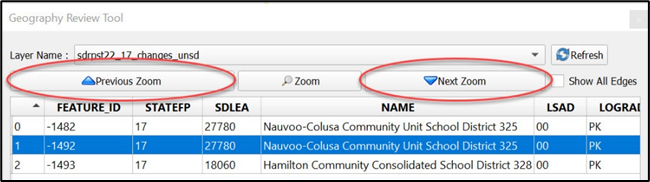 Geography Review Tool
Layer Name : sdrpst22_17_changes_unsd Refresh
Previous Zoom Zoom Next Zoom Show All Edges
FEATURE_ID STATEFP SDLEA NAME LSAD LOGRAD
0 -1482 17 27780 Nauvoo-Colusa Community Unit School District 325 00 PK
1 -1492 17 27780 Nauvoo-Colusa Community Unit School District 325 00 PK
2 -1493 17 18060 Hamilton Community Consolidated School District 328 00 PK